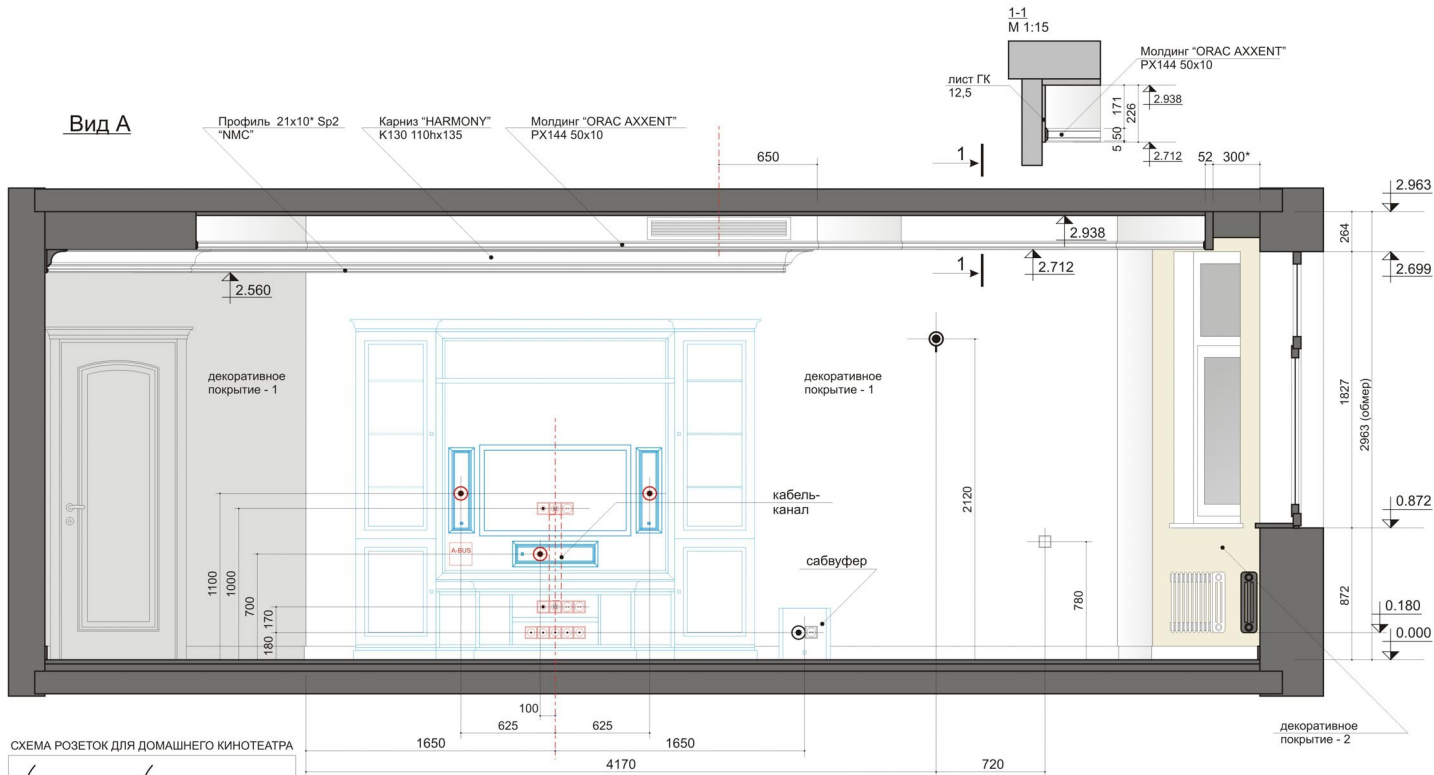 1-1
М 1:15
Молдинг “ORAC AXXENT”
PX144 50x10
лист ГК
12,5
2.938
171
226
50
5
2.712
Вид А
Профиль 21x10* Sp2
“NMC”
Карниз “HARMONY”
K130 110hx135
Молдинг “ORAC AXXENT”
PX144 50x10
650
1
52
300*
2.963
2.938
264
1
2.712
2.699
2.560
декоративное
покрытие - 1
декоративное
покрытие - 1
1827
2963 (обмер)
кабель-
канал
2120
0.872
A-BUS
сабвуфер
1100
1000
700
170
180
780
872
0.180
0.000
100
625
625
декоративное
покрытие - 2
СХЕМА РОЗЕТОК ДЛЯ ДОМАШНЕГО КИНОТЕАТРА
1650
1650
4170
720